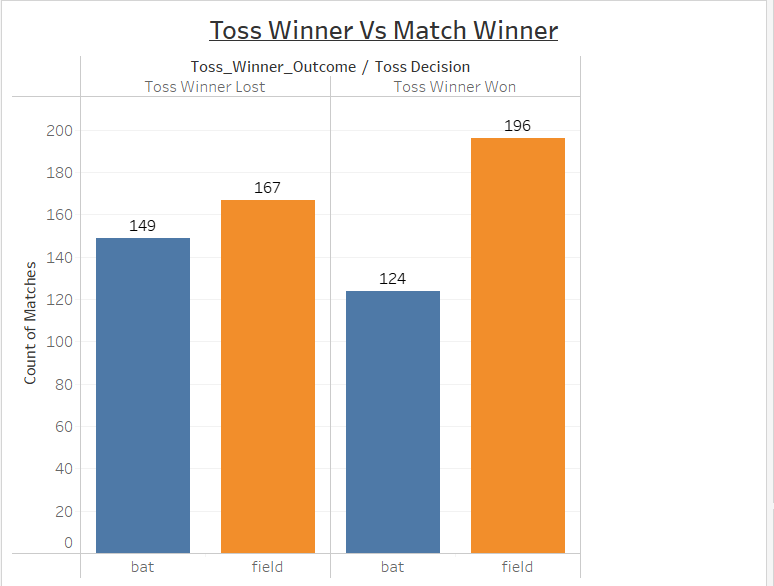 Toss Winner Vs Match Winner
Toss_Winner_Outcome / Toss Decision
Toss Winner Lost
Toss Winner Won
Count of Matches
200
180
160
140
120
100
80
60
40
20
0
149
167
124
196
bat
field
bat
field